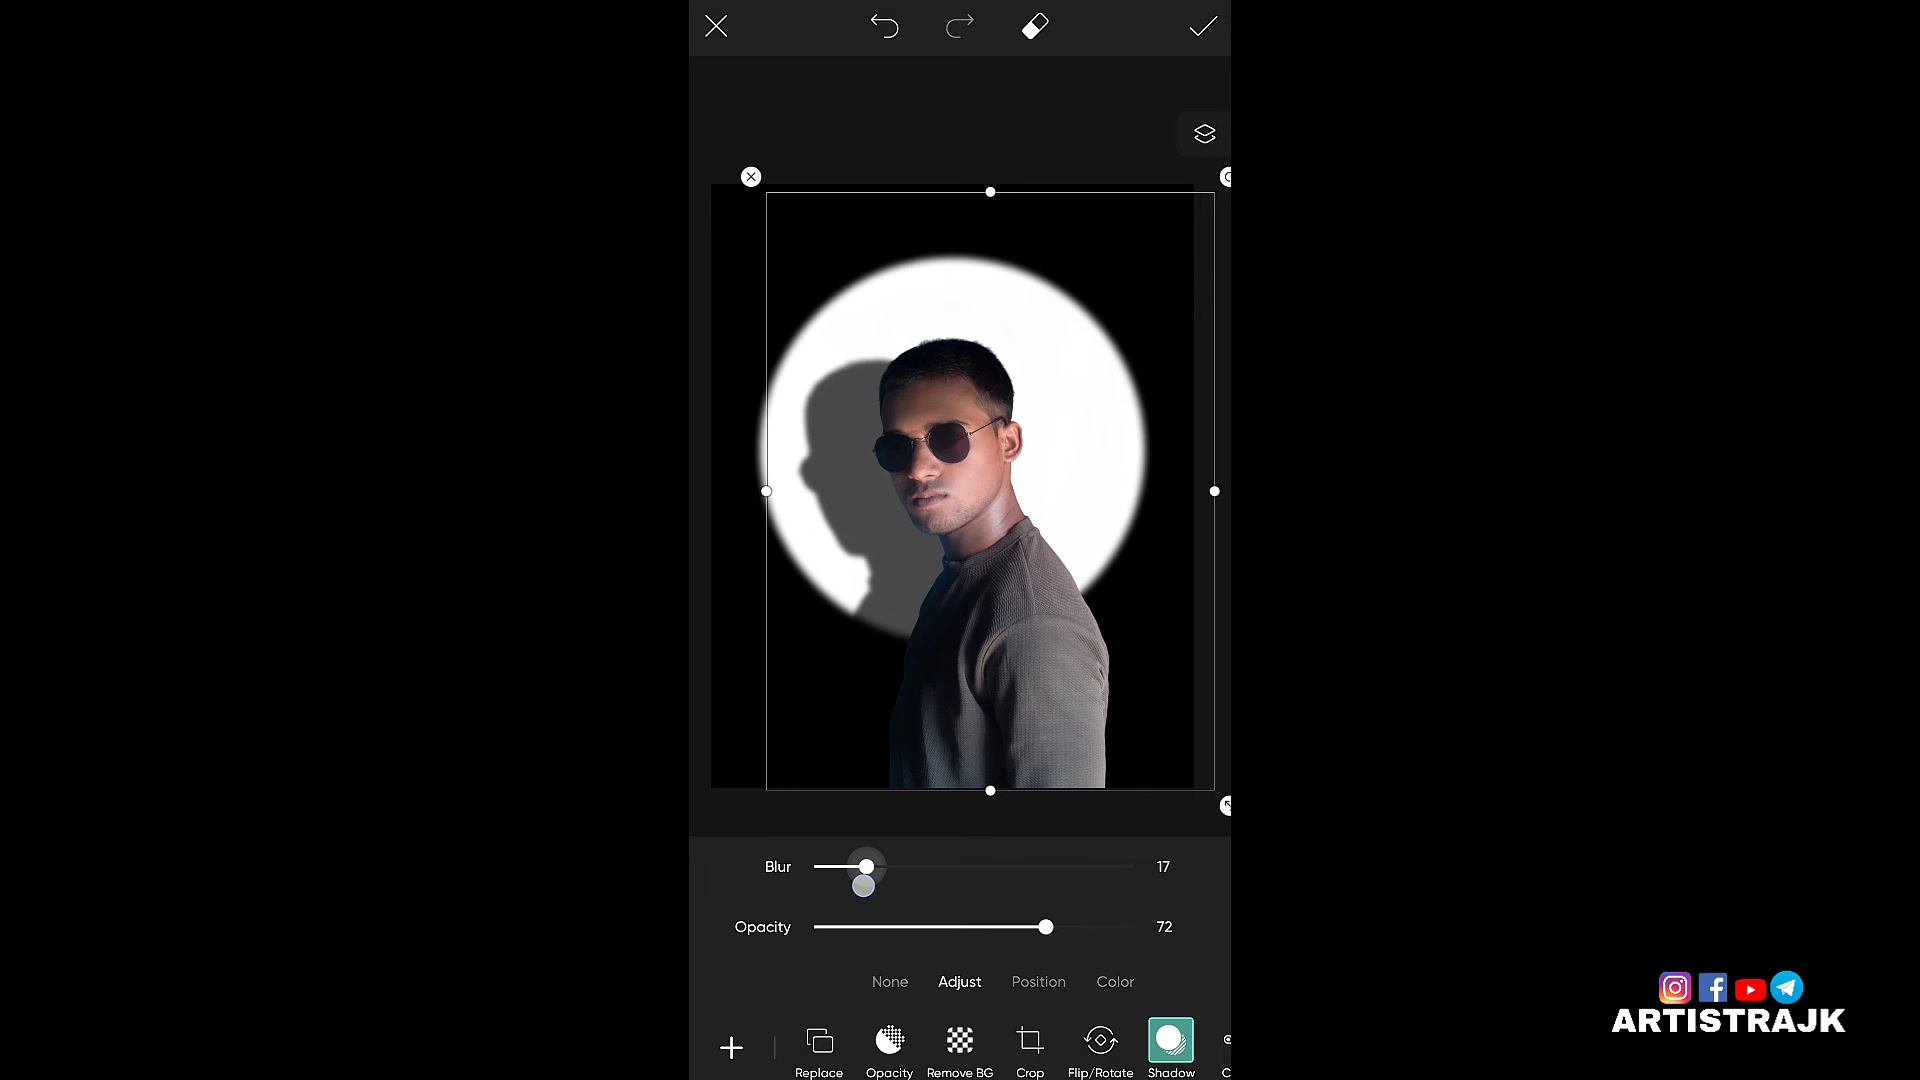 Blur 17
Opacity 72
None Adjust Position Color
Replace Opacity Remove BG Crop Flip/Rotate Shadow
ARTISTRAJK